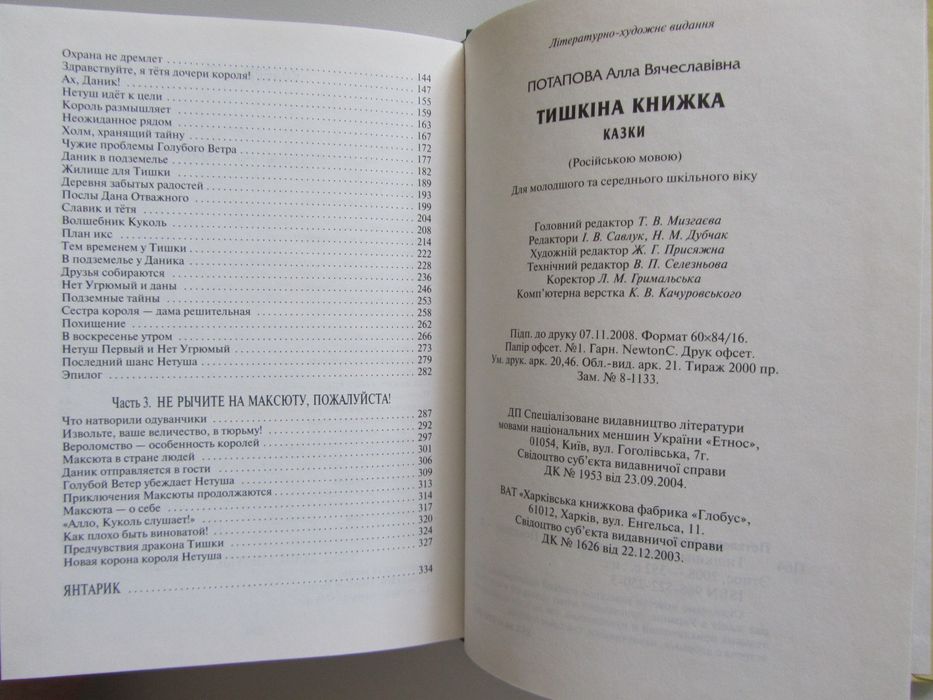 Охрана не дремлет ..... 144
Здравствуйте, я тётя дочери короля! ..... 147
Ах, Даник! ..... 155
Нетуш идёт к цели ..... 159
Король размышляет ..... 163
Неожиданное рядом ..... 167
Холм, хранящий тайну ..... 172
Чужие проблемы Голубого Ветра ..... 177
Даник в подземелье ..... 182
Жилище для Тишки ..... 189
Деревня забытых радостей ..... 193
Послы Дана Отважного ..... 199
Славик и тётя ..... 204
Волшебник Куколь ..... 208
План икс ..... 214
Тем временем у Тишки ..... 222
В подземелье у Даника ..... 228
Друзья собираются ..... 236
Нет Угрюмый и даны ..... 246
Подземные тайны ..... 253
Сестра короля — дама решительная ..... 258
Похищение ..... 262
В воскресенье утром ..... 266
Нетуш Первый и Нет Угрюмый ..... 273
Последний шанс Нетуша ..... 279
Эпилог ..... 282
Часть 3. НЕ РЫЧИТЕ НА МАКСЮТУ, ПОЖАЛУЙСТА!
Что натворили одуванчики ..... 287
Извольте, ваше величество, в тюрьму! ..... 292
Вероломство — особенность королей ..... 297
Максюта в стране людей ..... 301
Даник отправляется в гости ..... 306
Голубой Ветер убеждает Нетуша ..... 309
Приключения Максюты продолжаются ..... 313
Максюта — о себе ..... 314
«Алло, Куколь слушает!» ..... 317
Как плохо быть виноватой! ..... 320
Предчувствия дракона Тишки ..... 324
Новая корона короля Нетуша ..... 327
ЯНТАРИК ..... 334
Літературно-художнє видання
ПОТАПОВА Алла Вячеславівна
ТИШКІНА КНИЖКА
КАЗКИ
(Російською мовою)
Для молодшого та середнього шкільного віку
Головний редактор Т. В. Мизгаєва
Редактори І. В. Савлук, Н. М. Дубчак
Художній редактор Ж. Г. Присяжна
Технічний редактор В. П. Селезньова
Коректор Л. М. Гримальська
Комп’ютерна верстка К. В. Качуровського
Підп. до друку 07.11.2008. Формат 60×84/16.
Папір офсет. №1. Гарн. NewtonC. Друк офсет.
Ум. друк. арк. 20,46. Обл.-вид. арк. 21. Тираж 2000 пр.
Зам. № 8-1133.
ДП Спеціалізоване видавництво літератури
мовами національних меншин України «Етнос»,
01054, Київ, вул. Гоголівська, 7г.
Свідоцтво суб’єкта видавничої справи
ДК № 1953 від 23.09.2004.
ВАТ «Харківська книжкова фабрика «Глобус»,
61012, Харків, вул. Енгельса, 11.
Свідоцтво суб’єкта видавничої справи
ДК № 1626 від 22.12.2003.